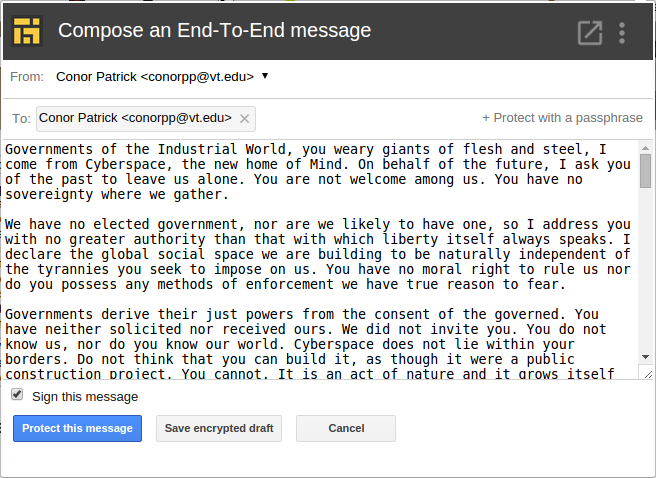 Compose an End-To-End message
From: Conor Patrick <conorpp@vt.edu>
To: Conor Patrick <conorpp@vt.edu> + Protect with a passphrase
Governments of the Industrial World, you weary giants of flesh and steel, I
come from Cyberspace, the new home of Mind. On behalf of the future, I ask you
of the past to leave us alone. You are not welcome among us. You have no
sovereignty where we gather.
We have no elected government, nor are we likely to have one, so I address you
with no greater authority than that with which liberty itself always speaks. I
declare the global social space we are building to be naturally independent of
the tyrannies you seek to impose on us. You have no moral right to rule us nor
do you possess any methods of enforcement we have true reason to fear.
Governments derive their just powers from the consent of the governed. You
have neither solicited nor received ours. We did not invite you. You do not
know us, nor do you know our world. Cyberspace does not lie within your
borders. Do not think that you can build it, as though it were a public
construction project. You cannot. It is an act of nature and it grows itself
Sign this message
Protect this message Save encrypted draft Cancel